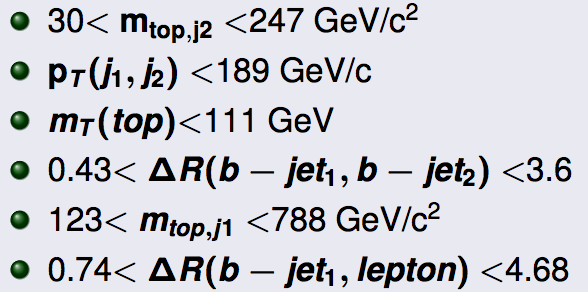 30< m_top,j2 <247 GeV/c²
p_T(j₁, j₂) <189 GeV/c
m_T(top)<111 GeV
0.43< ΔR(b − jet₁, b − jet₂) <3.6
123< m_top,j1 <788 GeV/c²
0.74< ΔR(b − jet₁, lepton) <4.68